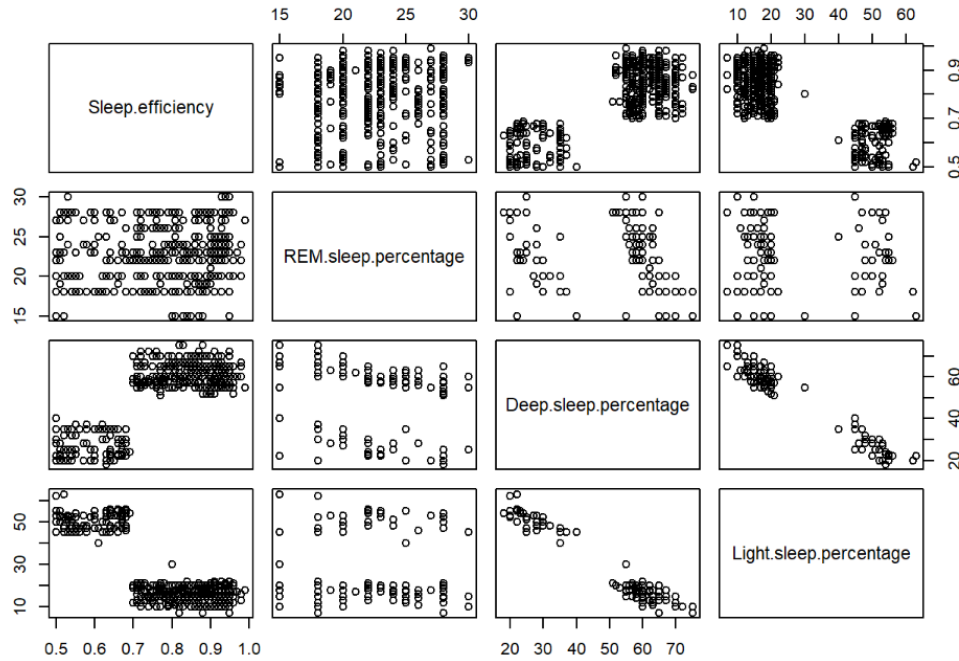 15 20 25 30
10 20 30 40 50 60
Sleep.efficiency
0.5 0.7 0.9
15 20 25 30
REM.sleep.percentage
Deep.sleep.percentage
20 40 60
10 30 50
Light.sleep.percentage
0.5 0.6 0.7 0.8 0.9 1.0
20 30 40 50 60 70